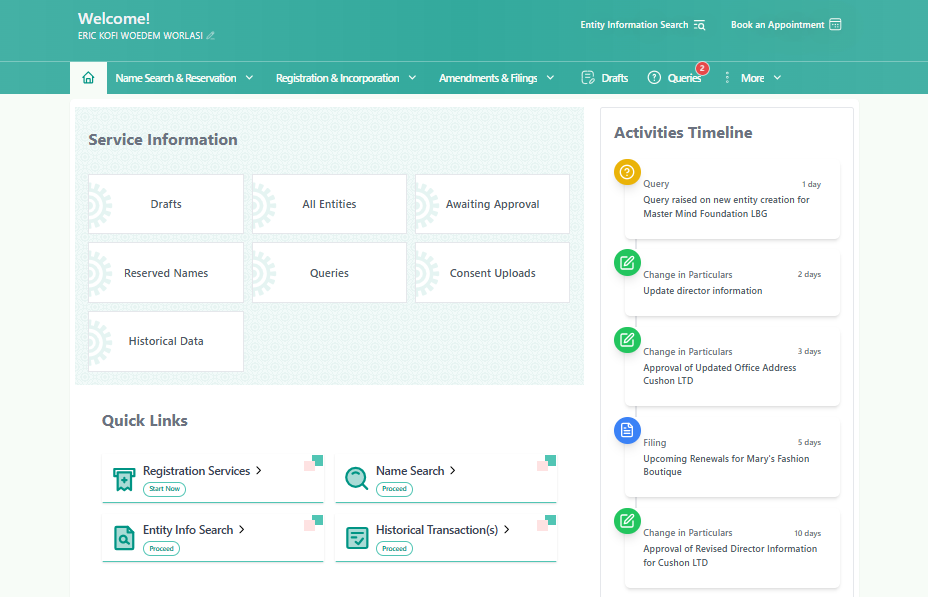 Welcome!
ERIC KOFI WOEDEM WORLASI
Entity Information Search
Book an Appointment
Name Search & Reservation
Registration & Incorporation
Amendments & Filings
Drafts
Queries
2
More
Service Information
Drafts
All Entities
Awaiting Approval
Reserved Names
Queries
Consent Uploads
Historical Data
Quick Links
Registration Services
Start Now
Name Search
Proceed
Entity Info Search
Proceed
Historical Transaction(s)
Proceed
Activities Timeline
Query 1 day
Query raised on new entity creation for
Master Mind Foundation LBG
Change in Particulars 2 days
Update director information
Change in Particulars 3 days
Approval of Updated Office Address
Cushon LTD
Filing 5 days
Upcoming Renewals for Mary's Fashion
Boutique
Change in Particulars 10 days
Approval of Revised Director Information
for Cushon LTD